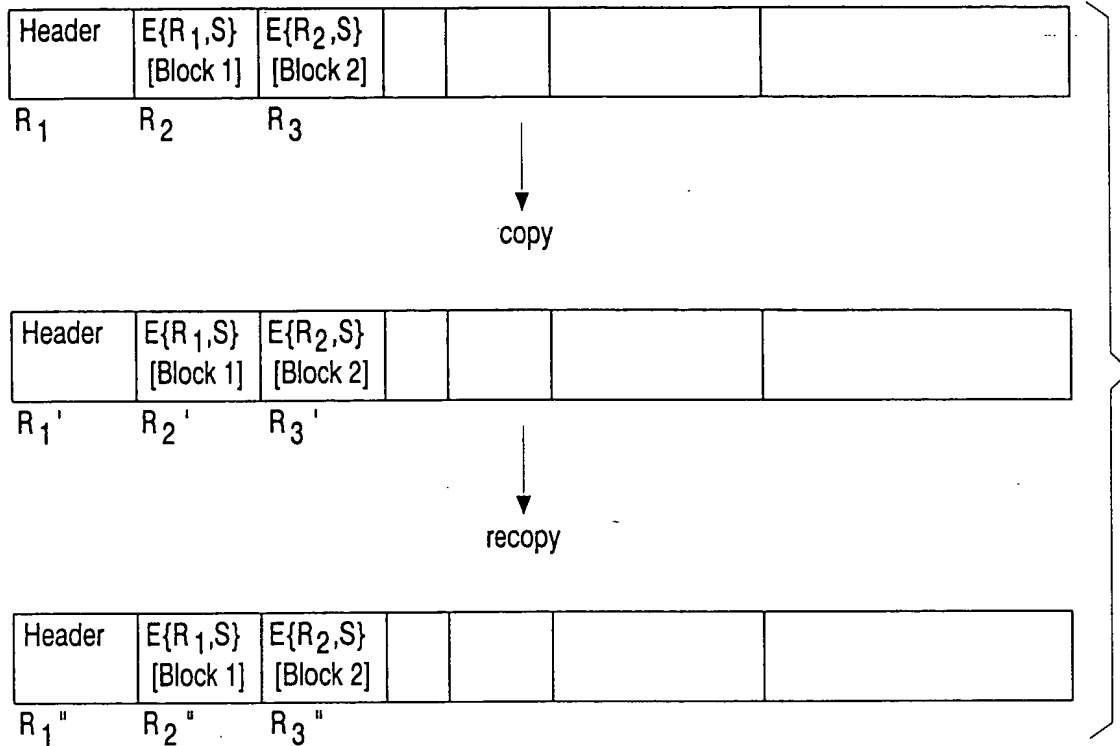 Header E{R1,S} E{R2,S}
[Block 1] [Block 2]
R1 R2 R3
copy
Header E{R1,S} E{R2,S}
[Block 1] [Block 2]
R1' R2' R3'
recopy
Header E{R1,S} E{R2,S}
[Block 1] [Block 2]
R1" R2" R3"